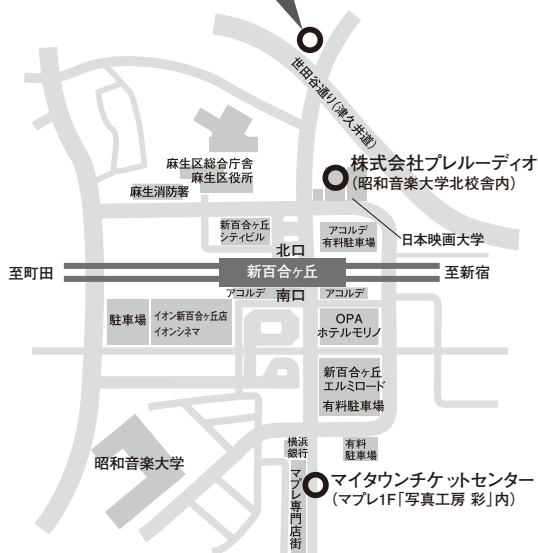 世田谷通り（津久井道）
株式会社プレルーディオ
（昭和音楽大学北校舎内）
麻生区総合庁舎
麻生区役所
麻生消防署
新百合ヶ丘
シティビル
アコルデ
有料駐車場
日本映画大学
北口
至町田
新百合ヶ丘
至新宿
アコルデ
南口
アコルデ
駐車場
イオン新百合ヶ丘店
イオンシネマ
OPA
ホテルモリノ
新百合ヶ丘
エルミロード
有料駐車場
横浜
銀行
有料
駐車場
昭和音楽大学
マプレ専門店街
マイタウンチケットセンター
（マプレ1F「写真工房 彩」内）